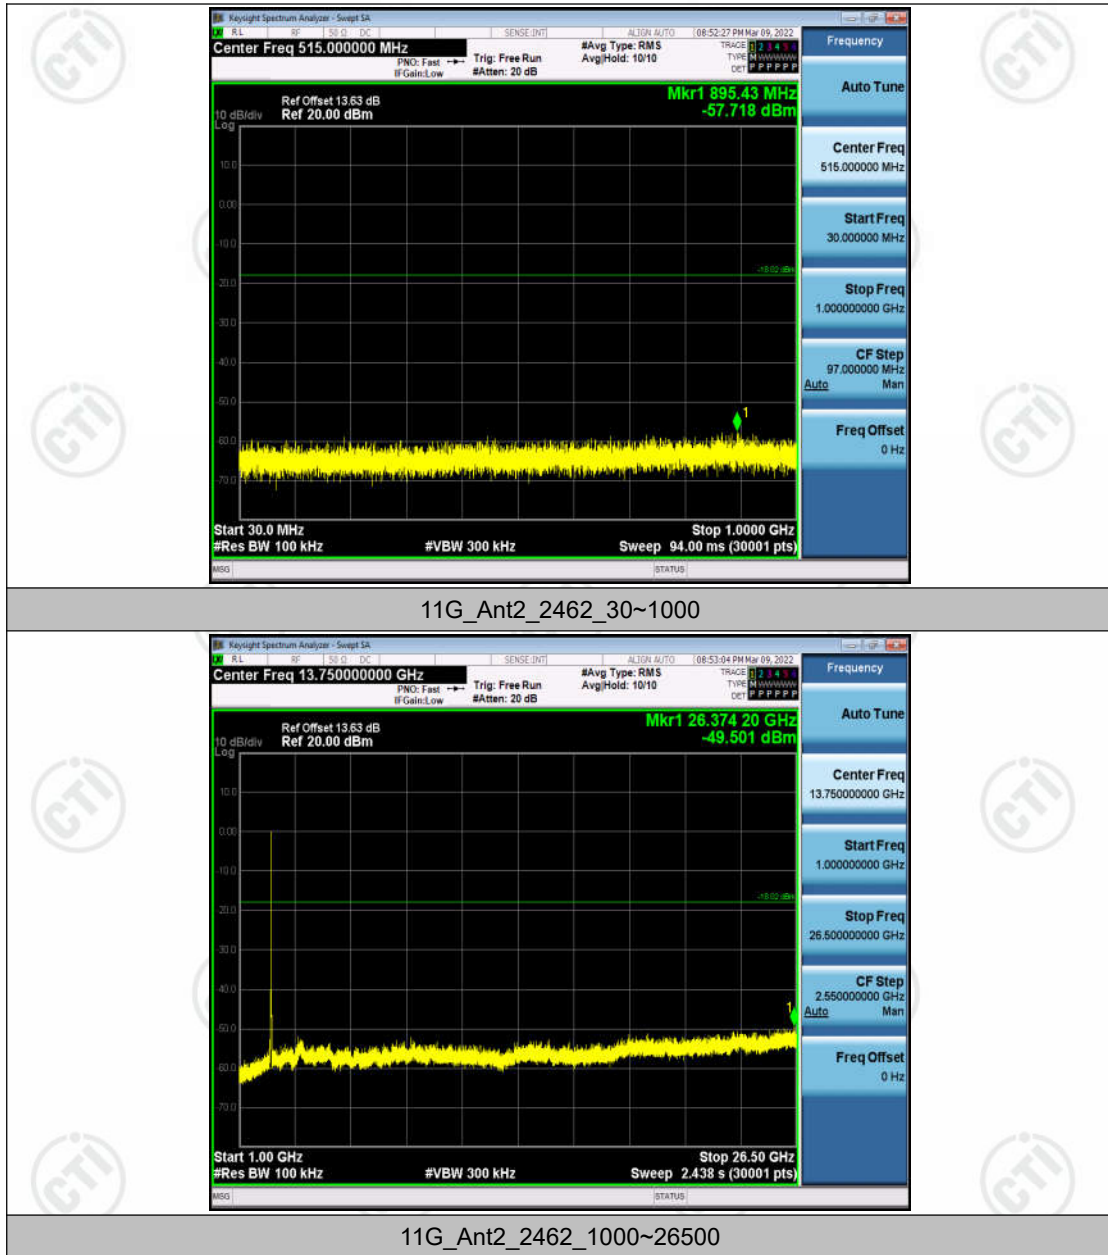 Keysight Spectrum Analyzer - Swept SA
RL RF 50 Ω DC SENSE:INT ALIGN AUTO 08:52:27 PM Mar 09, 2022
Center Freq 515.000000 MHz
PNO: Fast
IFGain:Low
Trig: Free Run
#Atten: 20 dB
#Avg Type: RMS
Avg|Hold: 10/10
TRACE 1 2 3 4 5 6
TYPE M WWWWW
DET P P P P P P
Frequency
Auto Tune
Mkr1 895.43 MHz
-57.718 dBm
Ref Offset 13.63 dB
10 dB/div Ref 20.00 dBm
Log
10.0
0.00
-10.0
-20.0
-30.0
-40.0
-50.0
-60.0
-70.0
-18.02 dBm
1
Center Freq
515.000000 MHz
Start Freq
30.000000 MHz
Stop Freq
1.000000000 GHz
CF Step
97.000000 MHz
Auto Man
Freq Offset
0 Hz
Start 30.0 MHz Stop 1.0000 GHz
#Res BW 100 kHz #VBW 300 kHz Sweep 94.00 ms (30001 pts)
MSG STATUS
11G_Ant2_2462_30~1000
Keysight Spectrum Analyzer - Swept SA
RL RF 50 Ω DC SENSE:INT ALIGN AUTO 08:53:04 PM Mar 09, 2022
Center Freq 13.750000000 GHz
PNO: Fast
IFGain:Low
Trig: Free Run
#Atten: 20 dB
#Avg Type: RMS
Avg|Hold: 10/10
TRACE 1 2 3 4 5 6
TYPE M WWWWW
DET P P P P P P
Frequency
Auto Tune
Mkr1 26.374 20 GHz
-49.501 dBm
Ref Offset 13.63 dB
10 dB/div Ref 20.00 dBm
Log
10.0
0.00
-10.0
-20.0
-30.0
-40.0
-50.0
-60.0
-70.0
-18.02 dBm
1
Center Freq
13.750000000 GHz
Start Freq
1.000000000 GHz
Stop Freq
26.500000000 GHz
CF Step
2.550000000 GHz
Auto Man
Freq Offset
0 Hz
Start 1.00 GHz Stop 26.50 GHz
#Res BW 100 kHz #VBW 300 kHz Sweep 2.438 s (30001 pts)
MSG STATUS
11G_Ant2_2462_1000~26500
CTI
CTI
CTI
CTI
CTI
CTI
CTI
CTI